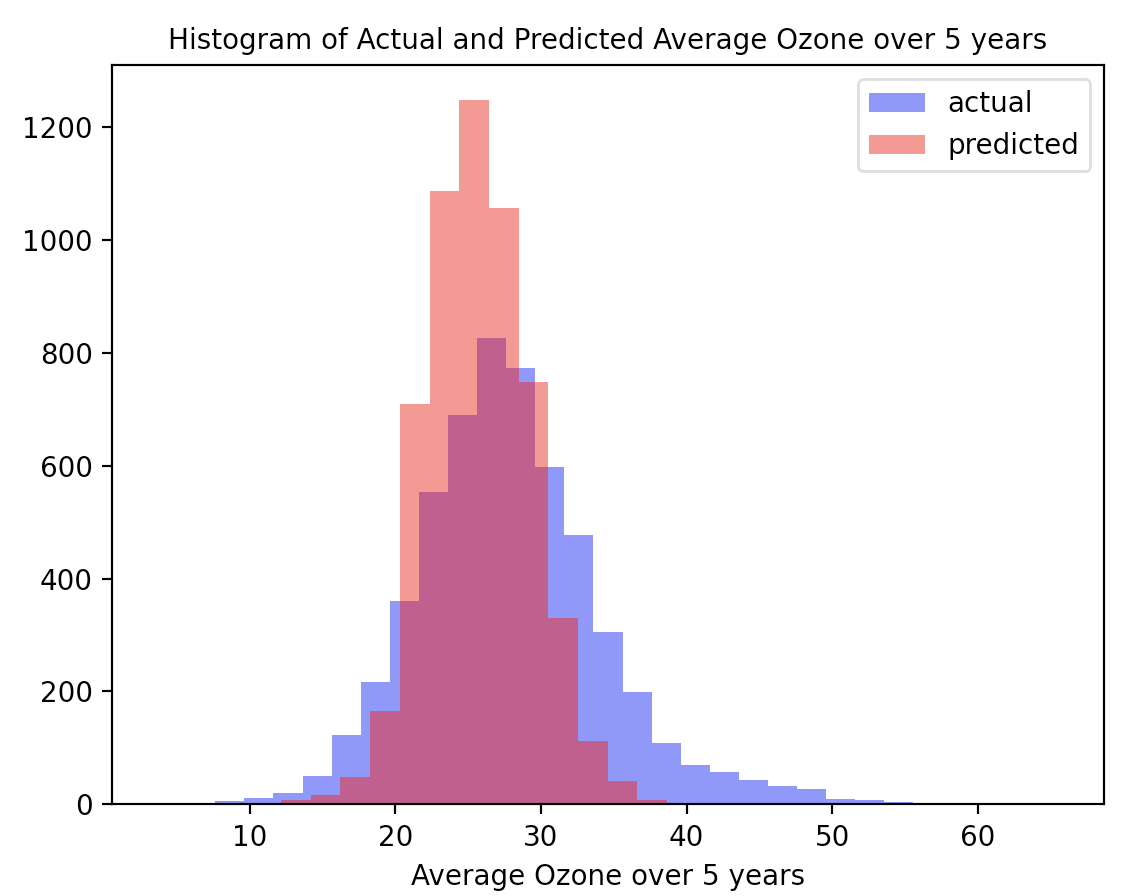 Histogram of Actual and Predicted Average Ozone over 5 years
actual
predicted
1200
1000
800
600
400
200
0
10 20 30 40 50 60
Average Ozone over 5 years